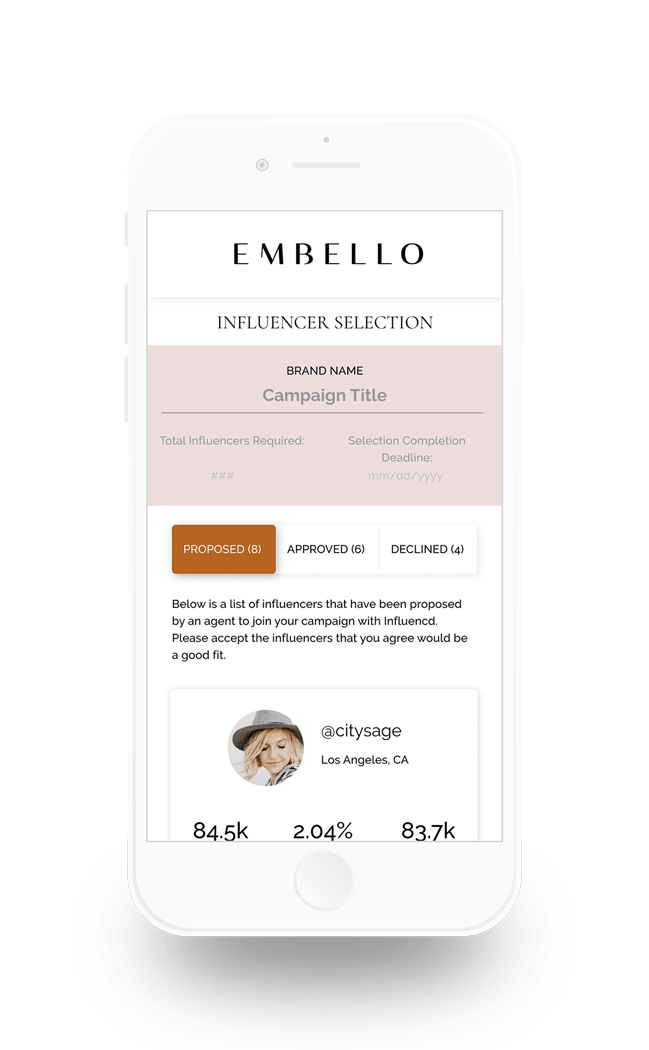 EMBELLO
INFLUENCER SELECTION
BRAND NAME
Campaign Title
Total Influencers Required:
###
Selection Completion
Deadline:
mm/dd/yyyy
PROPOSED (8)
APPROVED (6)
DECLINED (4)
Below is a list of influencers that have been proposed
by an agent to join your campaign with Influencd.
Please accept the influencers that you agree would be
a good fit.
@citysage
Los Angeles, CA
84.5k
2.04%
83.7k